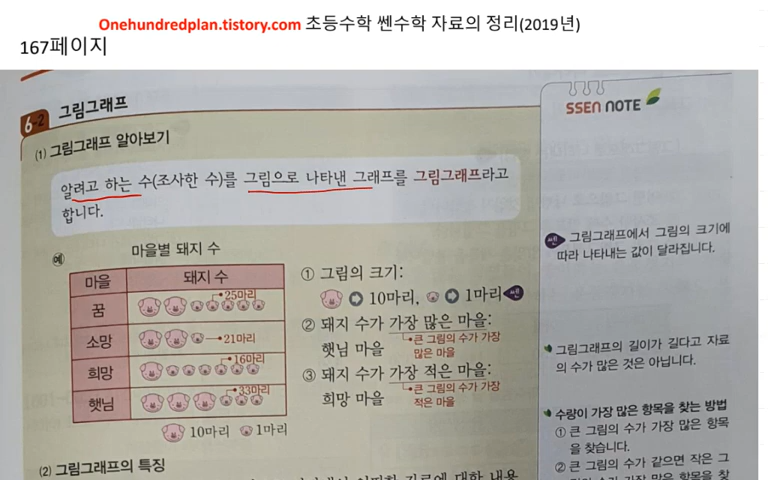 Onehundredplan.tistory.com 초등수학 쎈수학 자료의 정리(2019년)
167페이지
6-2 그림그래프
(1) 그림그래프 알아보기
알려고 하는 수(조사한 수)를 그림으로 나타낸 그래프를 그림그래프라고
합니다.
예 마을별 돼지 수
마을 돼지 수
꿈 25마리
소망 21마리
희망 16마리
햇님 33마리
10마리 1마리
① 그림의 크기:
10마리, 1마리 쎈
② 돼지 수가 가장 많은 마을:
햇님 마을
큰 그림의 수가 가장
많은 마을
③ 돼지 수가 가장 적은 마을:
희망 마을
큰 그림의 수가 가장
적은 마을
(2) 그림그래프의 특징
SSEN NOTE
쎈 그림그래프에서 그림의 크기에
따라 나타내는 값이 달라집니다.
그림그래프의 길이가 길다고 자료
의 수가 많은 것은 아닙니다.
수량이 가장 많은 항목을 찾는 방법
① 큰 그림의 수가 가장 많은 항목
을 찾습니다.
② 큰 그림의 수가 같으면 작은 그